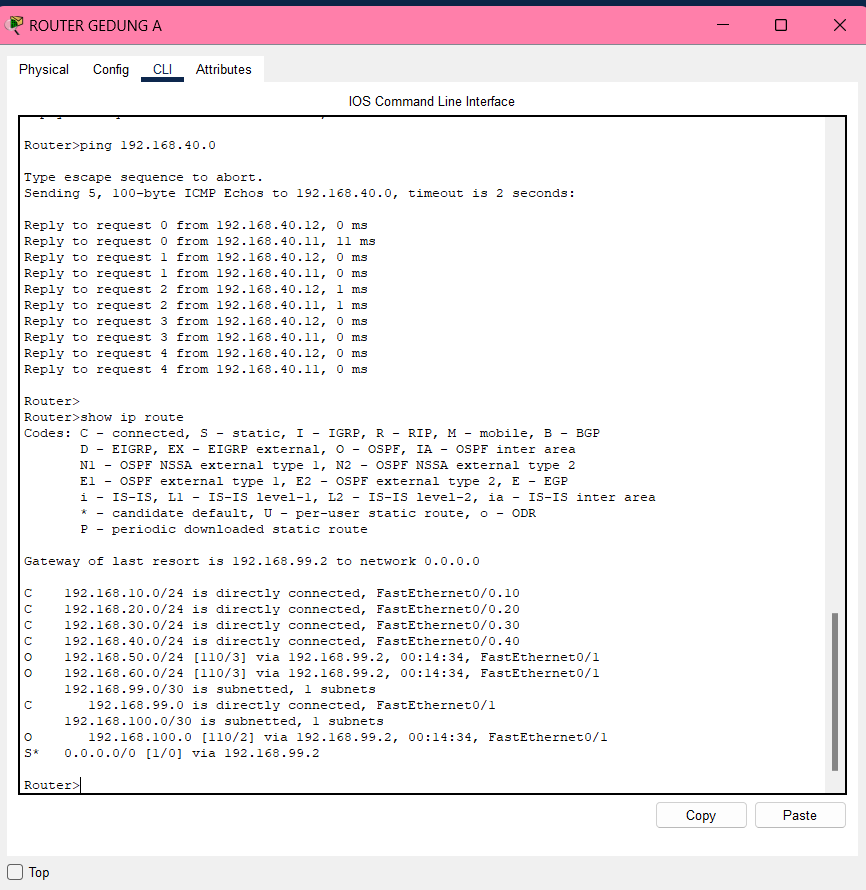 ROUTER GEDUNG A
Physical Config CLI Attributes
IOS Command Line Interface
Router>ping 192.168.40.0
Type escape sequence to abort.
Sending 5, 100-byte ICMP Echos to 192.168.40.0, timeout is 2 seconds:
Reply to request 0 from 192.168.40.12, 0 ms
Reply to request 0 from 192.168.40.11, 11 ms
Reply to request 1 from 192.168.40.12, 0 ms
Reply to request 1 from 192.168.40.11, 0 ms
Reply to request 2 from 192.168.40.12, 1 ms
Reply to request 2 from 192.168.40.11, 1 ms
Reply to request 3 from 192.168.40.12, 0 ms
Reply to request 3 from 192.168.40.11, 0 ms
Reply to request 4 from 192.168.40.12, 0 ms
Reply to request 4 from 192.168.40.11, 0 ms
Router>
Router>show ip route
Codes: C - connected, S - static, I - IGRP, R - RIP, M - mobile, B - BGP
D - EIGRP, EX - EIGRP external, O - OSPF, IA - OSPF inter area
N1 - OSPF NSSA external type 1, N2 - OSPF NSSA external type 2
E1 - OSPF external type 1, E2 - OSPF external type 2, E - EGP
i - IS-IS, L1 - IS-IS level-1, L2 - IS-IS level-2, ia - IS-IS inter area
* - candidate default, U - per-user static route, o - ODR
P - periodic downloaded static route
Gateway of last resort is 192.168.99.2 to network 0.0.0.0
C 192.168.10.0/24 is directly connected, FastEthernet0/0.10
C 192.168.20.0/24 is directly connected, FastEthernet0/0.20
C 192.168.30.0/24 is directly connected, FastEthernet0/0.30
C 192.168.40.0/24 is directly connected, FastEthernet0/0.40
O 192.168.50.0/24 [110/3] via 192.168.99.2, 00:14:34, FastEthernet0/1
O 192.168.60.0/24 [110/3] via 192.168.99.2, 00:14:34, FastEthernet0/1
192.168.99.0/30 is subnetted, 1 subnets
C 192.168.99.0 is directly connected, FastEthernet0/1
192.168.100.0/30 is subnetted, 1 subnets
O 192.168.100.0 [110/2] via 192.168.99.2, 00:14:34, FastEthernet0/1
S* 0.0.0.0/0 [1/0] via 192.168.99.2
Router>
Copy Paste
Top